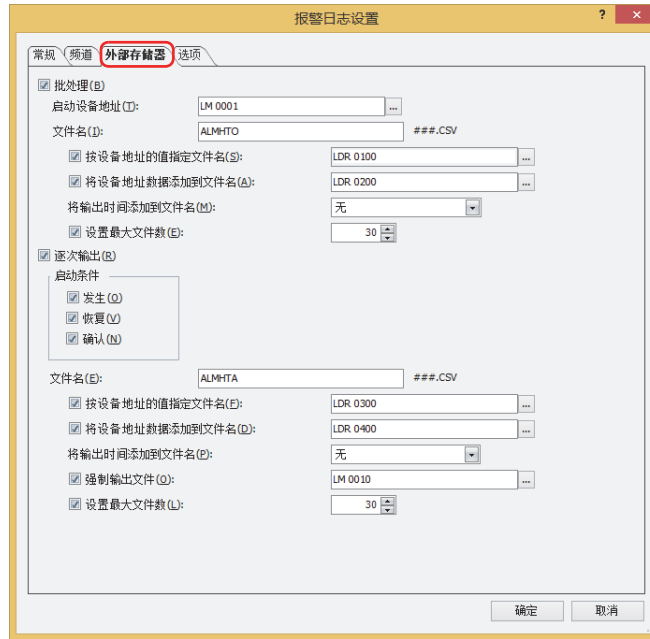 报警日志设置 ? ×
常规 频道 外部存储器 选项
批处理(B)
启动设备地址(T): LM 0001 ...
文件名(I): ALMHTO ###.CSV
按设备地址的值指定文件名(S): LDR 0100 ...
将设备地址数据添加到文件名(A): LDR 0200 ...
将输出时间添加到文件名(M): 无
设置最大文件数(E): 30
逐次输出(R)
启动条件
发生(O)
恢复(V)
确认(N)
文件名(E): ALMHTA ###.CSV
按设备地址的值指定文件名(F): LDR 0300 ...
将设备地址数据添加到文件名(D): LDR 0400 ...
将输出时间添加到文件名(P): 无
强制输出文件(O): LM 0010 ...
设置最大文件数(L): 30
确定 取消